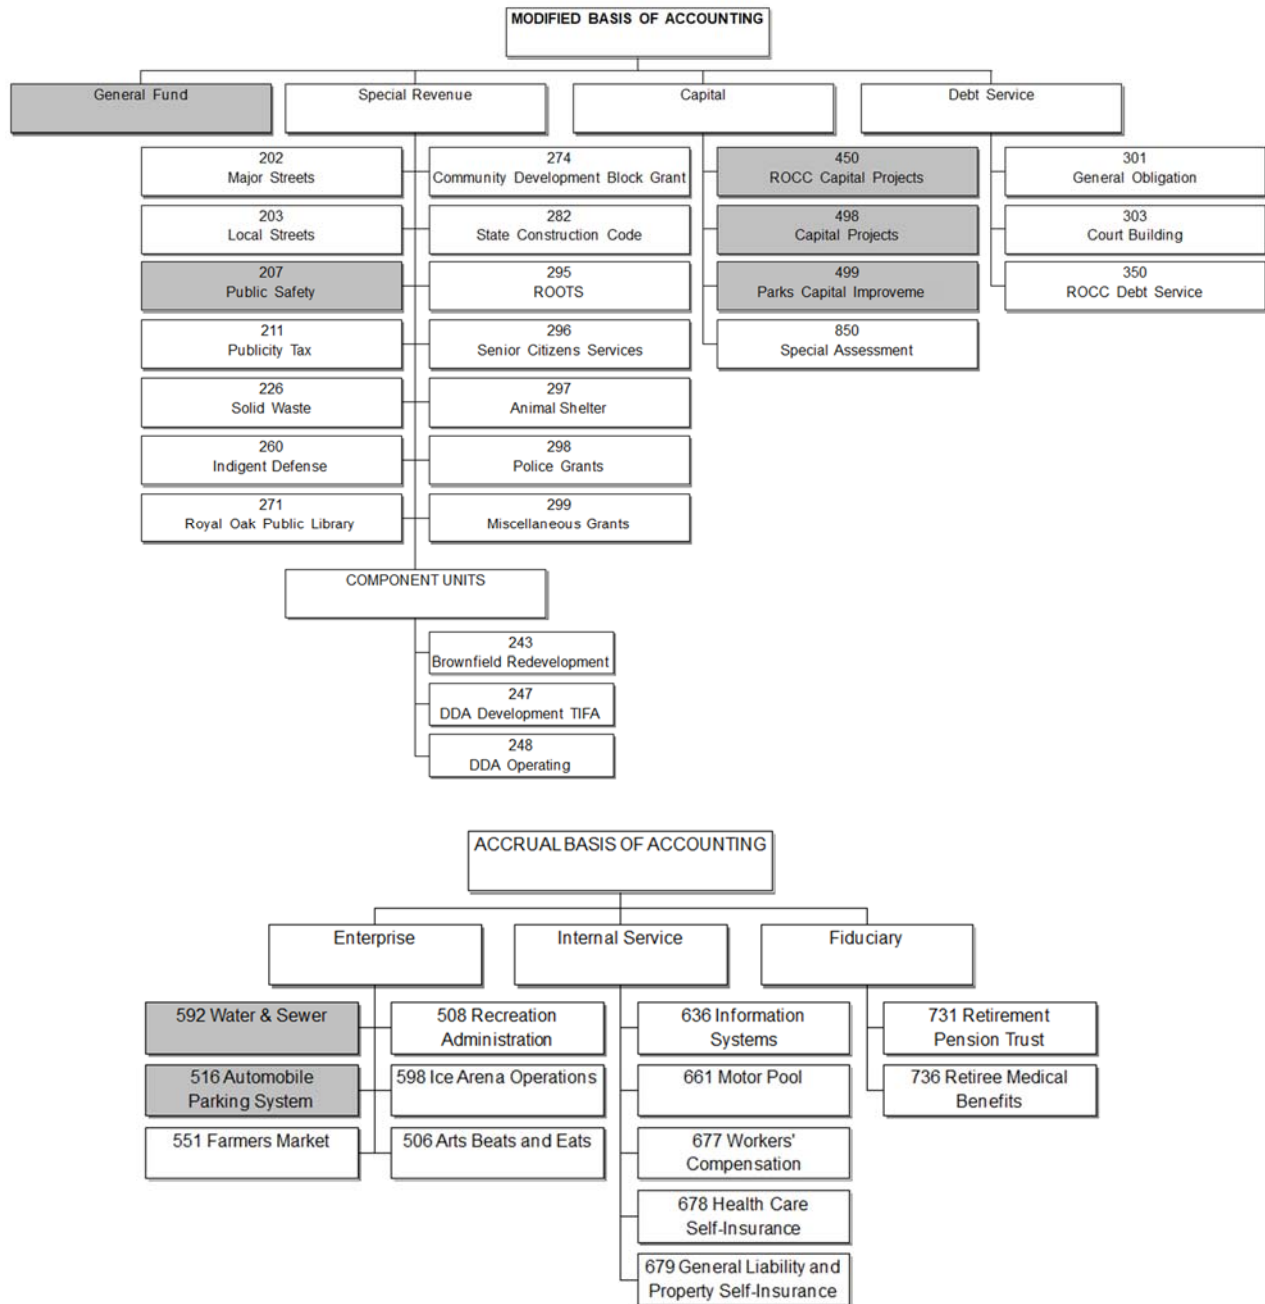 MODIFIED BASIS OF ACCOUNTING
General Fund
Special Revenue
Capital
Debt Service
202
Major Streets
274
Community Development Block Grant
450
ROCC Capital Projects
301
General Obligation
203
Local Streets
282
State Construction Code
498
Capital Projects
303
Court Building
207
Public Safety
295
ROOTS
499
Parks Capital Improveme
350
ROCC Debt Service
211
Publicity Tax
296
Senior Citizens Services
850
Special Assessment
226
Solid Waste
297
Animal Shelter
260
Indigent Defense
298
Police Grants
271
Royal Oak Public Library
299
Miscellaneous Grants
COMPONENT UNITS
243
Brownfield Redevelopment
247
DDA Development TIFA
248
DDA Operating
ACCRUAL BASIS OF ACCOUNTING
Enterprise
Internal Service
Fiduciary
592 Water & Sewer
508 Recreation
Administration
636 Information
Systems
731 Retirement
Pension Trust
516 Automobile
Parking System
598 Ice Arena Operations
661 Motor Pool
736 Retiree Medical
Benefits
551 Farmers Market
506 Arts Beats and Eats
677 Workers'
Compensation
678 Health Care
Self-Insurance
679 General Liability and
Property Self-Insurance